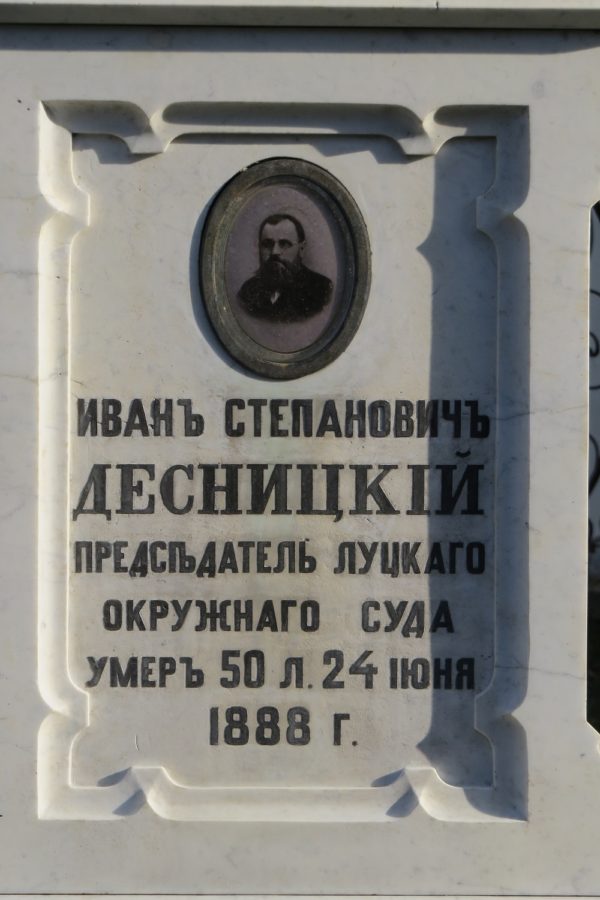 ИВАНЪ СТЕПАНОВИЧЪ
ДЕСНИЦКІЙ
ПРЕДСѢДАТЕЛЬ ЛУЦКАГО
ОКРУЖНАГО СУДА
УМЕРЪ 50 Л. 24 ІЮНЯ
1888 Г.